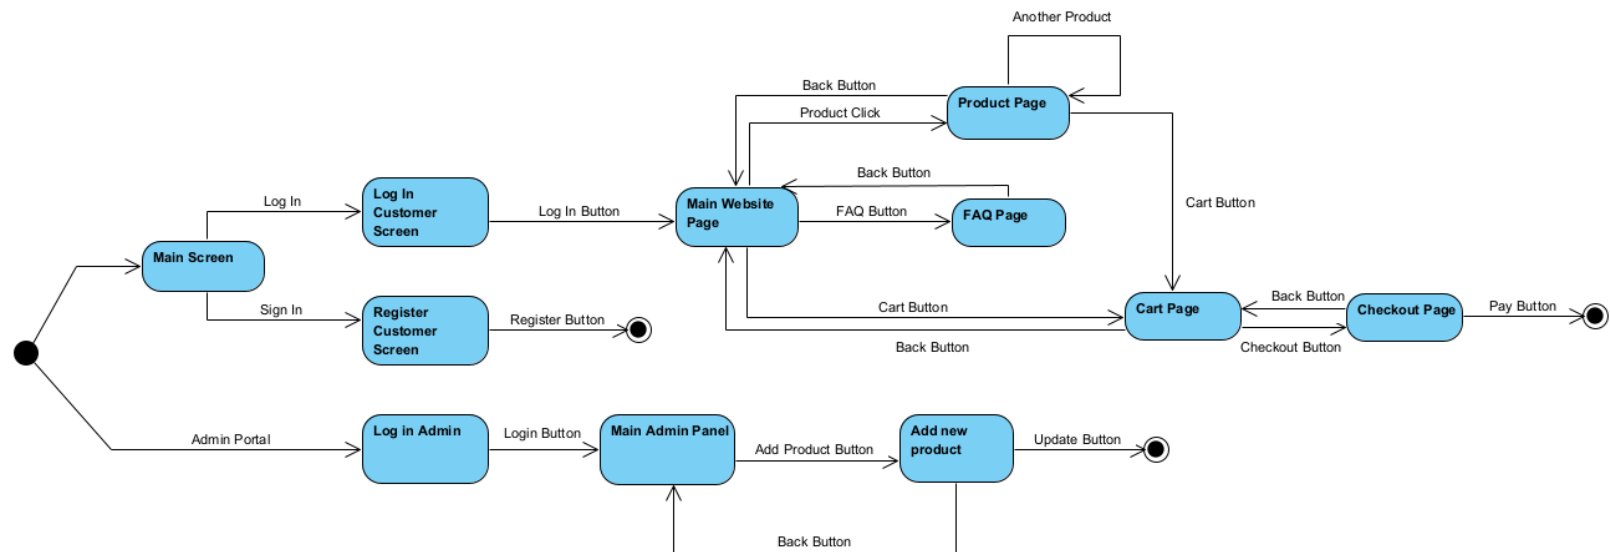 Another Product
Back Button
Product Page
Product Click
Back Button
Log In
Log In
Customer
Screen
Log In Button
Main Website
Page
FAQ Button
FAQ Page
Cart Button
Main Screen
Sign In
Register
Customer
Screen
Register Button
Cart Button
Back Button
Cart Page
Back Button
Checkout Button
Checkout Page
Pay Button
Admin Portal
Log in Admin
Login Button
Main Admin Panel
Add Product Button
Add new
product
Update Button
Back Button